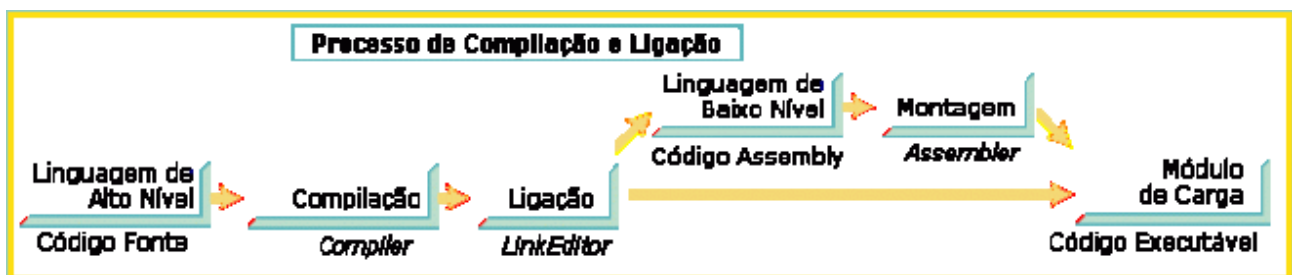 Processo de Compilação e Ligação
Linguagem de
Alto Nível
Código Fonte
Compilação
Compiler
Ligação
LinkEditor
Linguagem de
Baixo Nível
Código Assembly
Montagem
Assembler
Módulo
de Carga
Código Executável